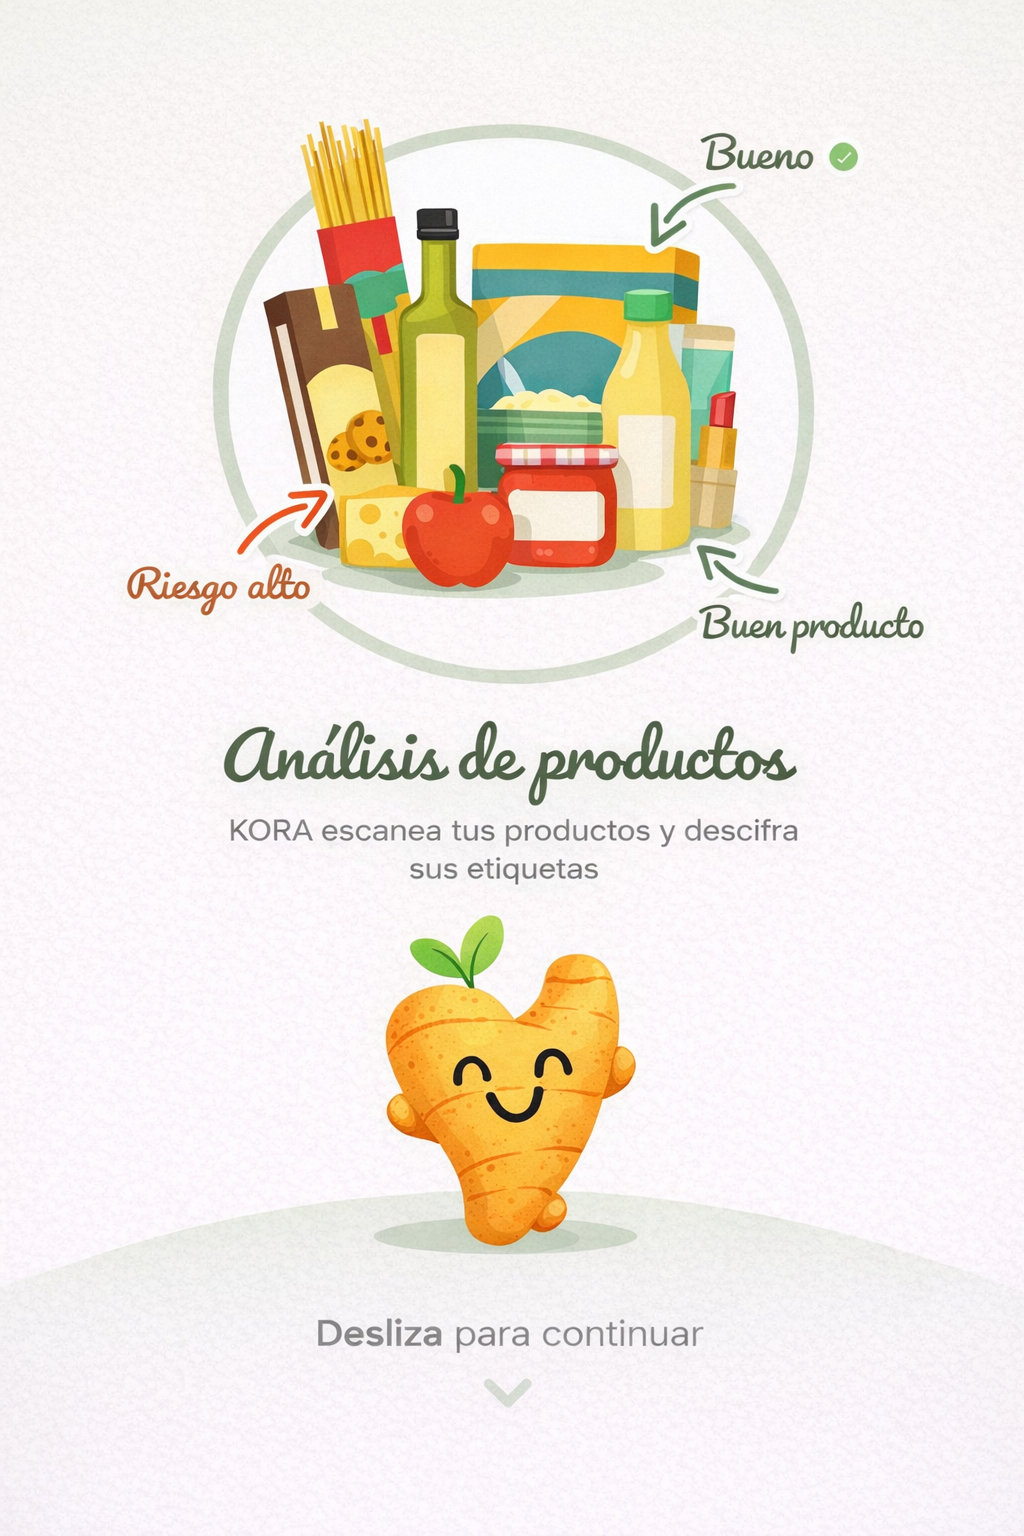 Bueno
Riesgo alto
Buen producto
Análisis de productos
KORA escanea tus productos y descifra
sus etiquetas
Desliza para continuar